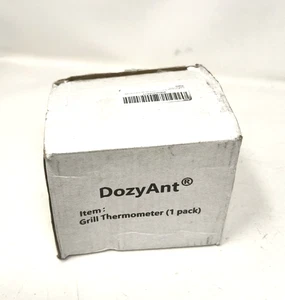 DozyAnt®
Item :
Grill Thermometer (1 pack)